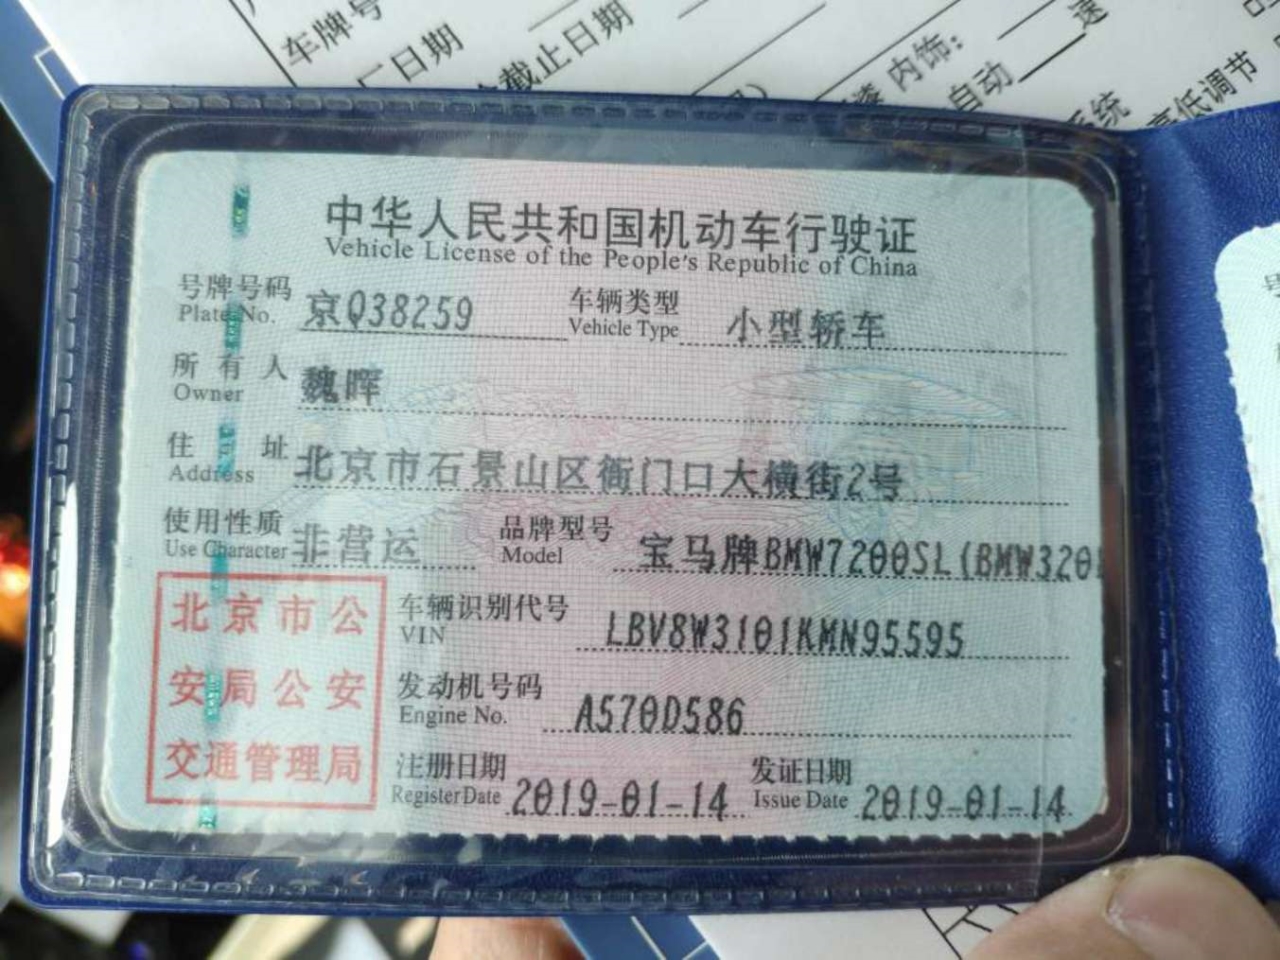 车牌号
厂日期
截止日期
内饰:
自动 速
系统
高低调节
中华人民共和国机动车行驶证
Vehicle License of the People's Republic of China
号牌号码 京Q38259 车辆类型 小型轿车
Plate No. Vehicle Type
所有人 魏晖
Owner
住址 北京市石景山区衙门口大横街2号
Address
使用性质 非营运 品牌型号 宝马牌BMW7200SL(BMW320
Use Character Model
北京市公
安局公安
交通管理局
车辆识别代号 LBV8W3101KMN95595
VIN
发动机号码 A570D586
Engine No.
注册日期 2019-01-14 发证日期 2019-01-14
Register Date Issue Date